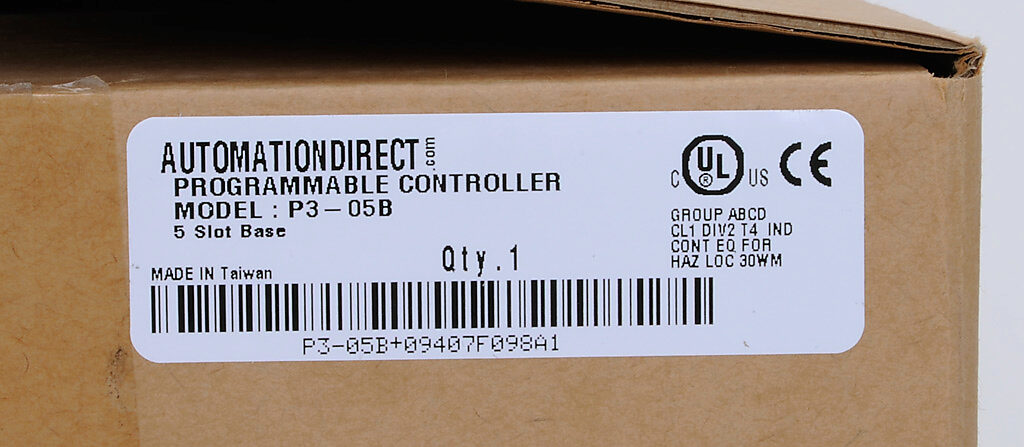 AUTOMATIONDIRECT.com
PROGRAMMABLE CONTROLLER
MODEL : P3-05B
5 Slot Base
C UL ® US CE
GROUP ABCD
CL1 DIV2 T4 IND
CONT EQ FOR
HAZ LOC 30WM
Qty.1
MADE IN Taiwan
P3-05B+09407F098A1